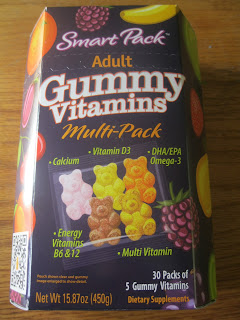 Smart Pack
Adult
Gummy
Vitamins
Multi-Pack
• Calcium
• Vitamin D3
• DHA/EPA
Omega-3
• Energy
Vitamins
B6 & 12
• Multi Vitamin
30 Packs of
5 Gummy Vitamins
Net Wt 15.87oz (450g)
Dietary Supplements